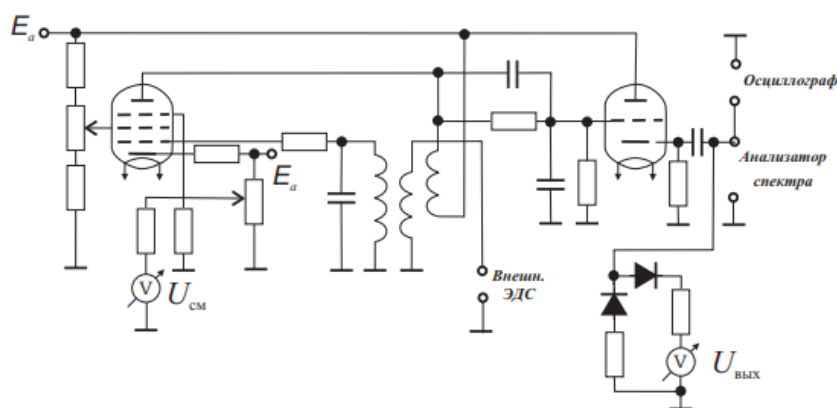 Eа
Осциллограф
Eа
Анализатор
спектра
Внешн.
ЭДС
V
Uсм
V
Uвых